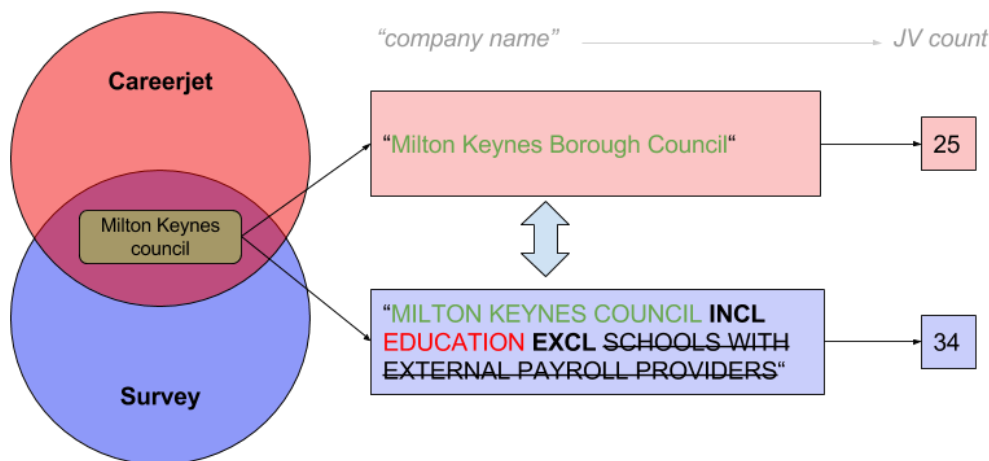 “company name” JV count
Careerjet
“Milton Keynes Borough Council“ 25
Milton Keynes
council
“MILTON KEYNES COUNCIL INCL
EDUCATION EXCL SCHOOLS WITH
EXTERNAL PAYROLL PROVIDERS“
34
Survey